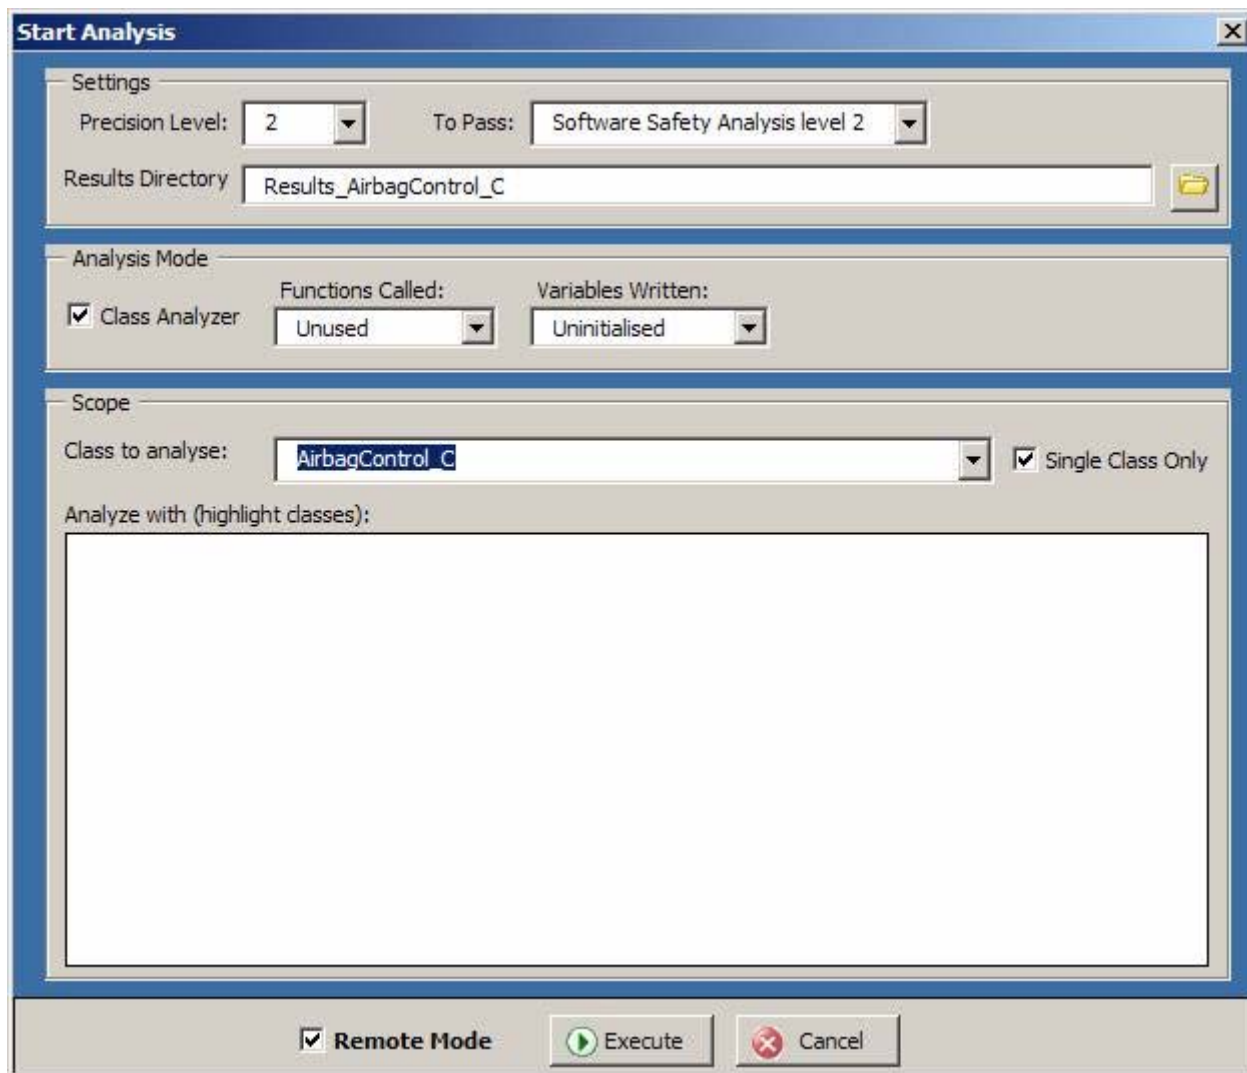 Start Analysis
Settings
Precision Level: 2 To Pass: Software Safety Analysis level 2
Results Directory Results_AirbagControl_C
Analysis Mode
Functions Called: Variables Written:
Class Analyzer Unused Uninitialised
Scope
Class to analyse: AirbagControl_C Single Class Only
Analyze with (highlight classes):
Remote Mode Execute Cancel